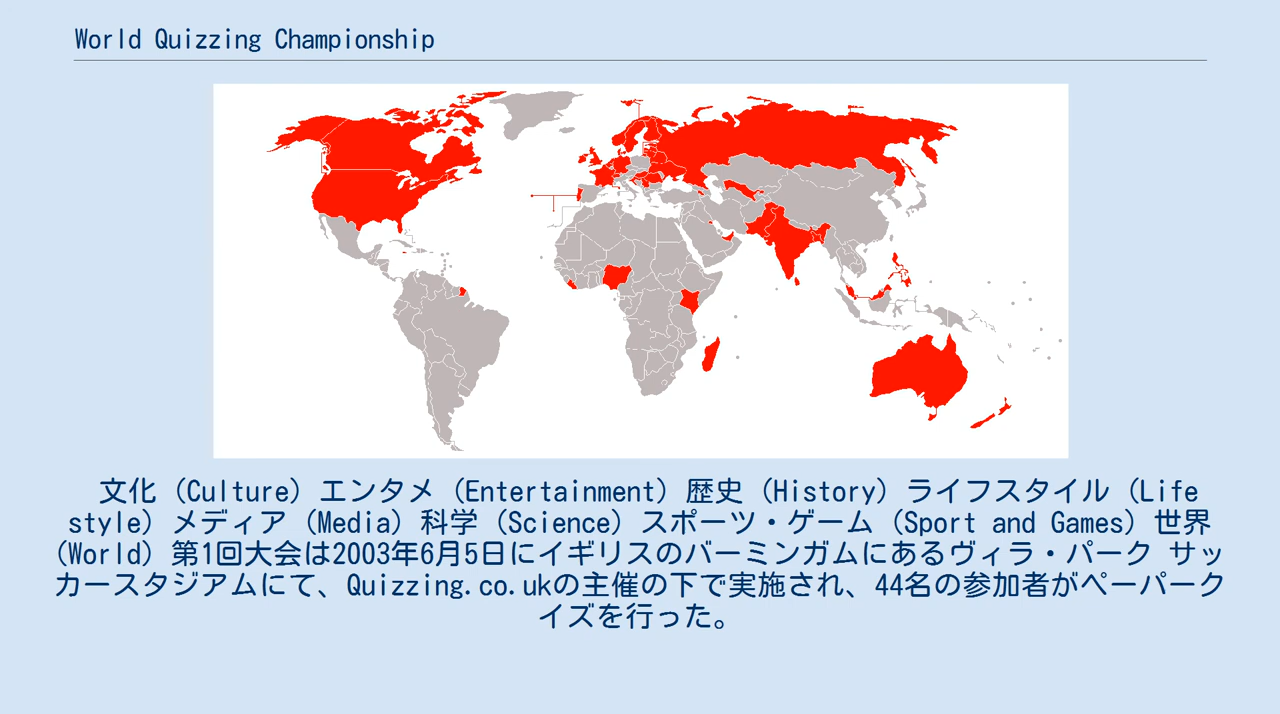 World Quizzing Championship
文化（Culture）エンタメ（Entertainment）歴史（History）ライフスタイル（Life
style）メディア（Media）科学（Science）スポーツ・ゲーム（Sport and Games）世界
（World）第1回大会は2003年6月5日にイギリスのバーミンガムにあるヴィラ・パーク サッ
カースタジアムにて、Quizzing.co.ukの主催の下で実施され、44名の参加者がペーパーク
イズを行った。